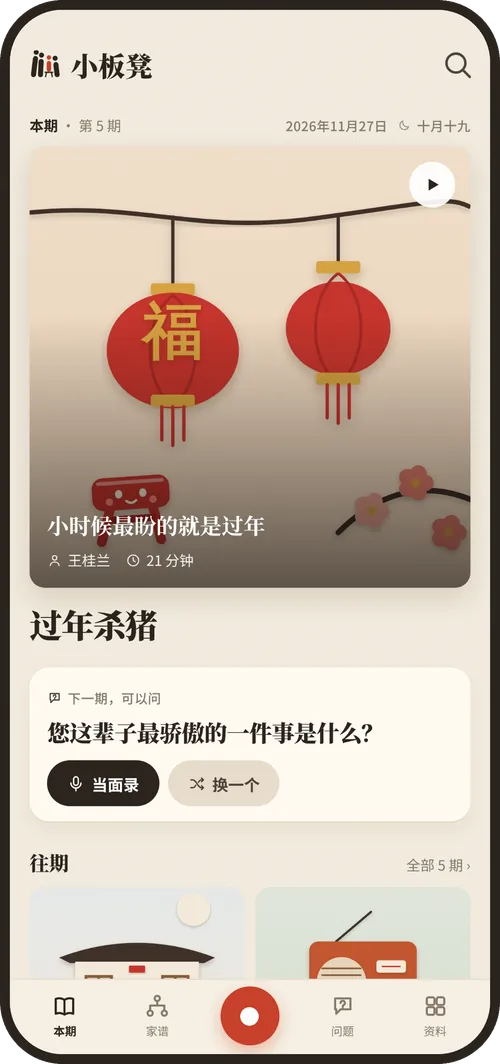 小板凳
本期 · 第 5 期 2026年11月27日 十月十九
福
小时候最盼的就是过年
王桂兰 21 分钟
过年杀猪
下一期，可以问
您这辈子最骄傲的一件事是什么？
当面录 换一个
往期 全部 5 期 ›
本期 家谱 问题 资料